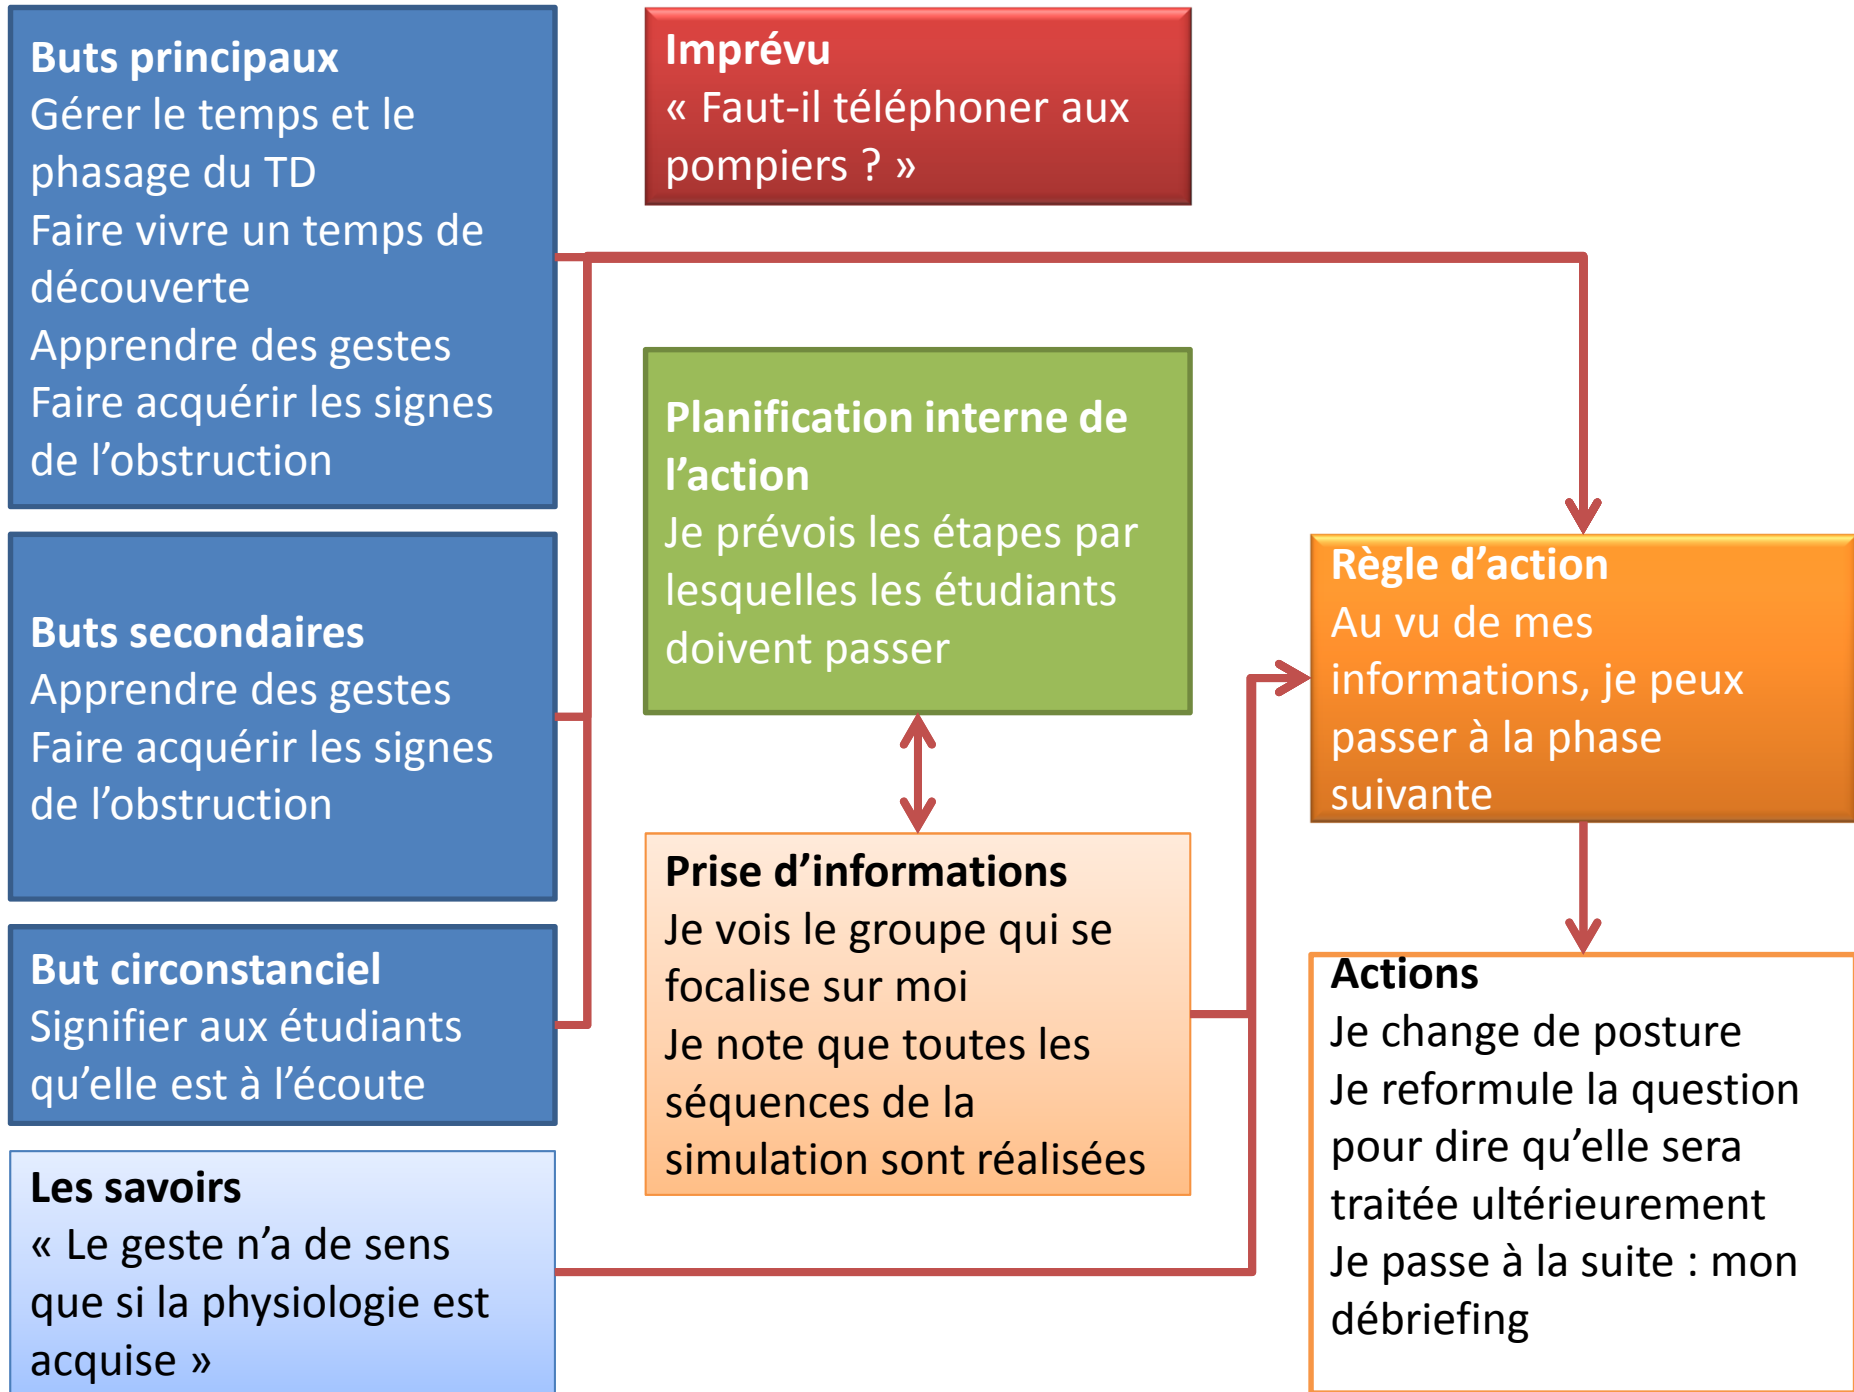 Buts principaux
Gérer le temps et le
phasage du TD
Faire vivre un temps de
découverte
Apprendre des gestes
Faire acquérir les signes
de l’obstruction
Buts secondaires
Apprendre des gestes
Faire acquérir les signes
de l’obstruction
But circonstanciel
Signifier aux étudiants
qu’elle est à l’écoute
Les savoirs
« Le geste n’a de sens
que si la physiologie est
acquise »
Imprévu
« Faut-il téléphoner aux
pompiers ? »
Planification interne de
l’action
Je prévois les étapes par
lesquelles les étudiants
doivent passer
Prise d’informations
Je vois le groupe qui se
focalise sur moi
Je note que toutes les
séquences de la
simulation sont réalisées
Règle d’action
Au vu de mes
informations, je peux
passer à la phase
suivante
Actions
Je change de posture
Je reformule la question
pour dire qu’elle sera
traitée ultérieurement
Je passe à la suite : mon
débriefing